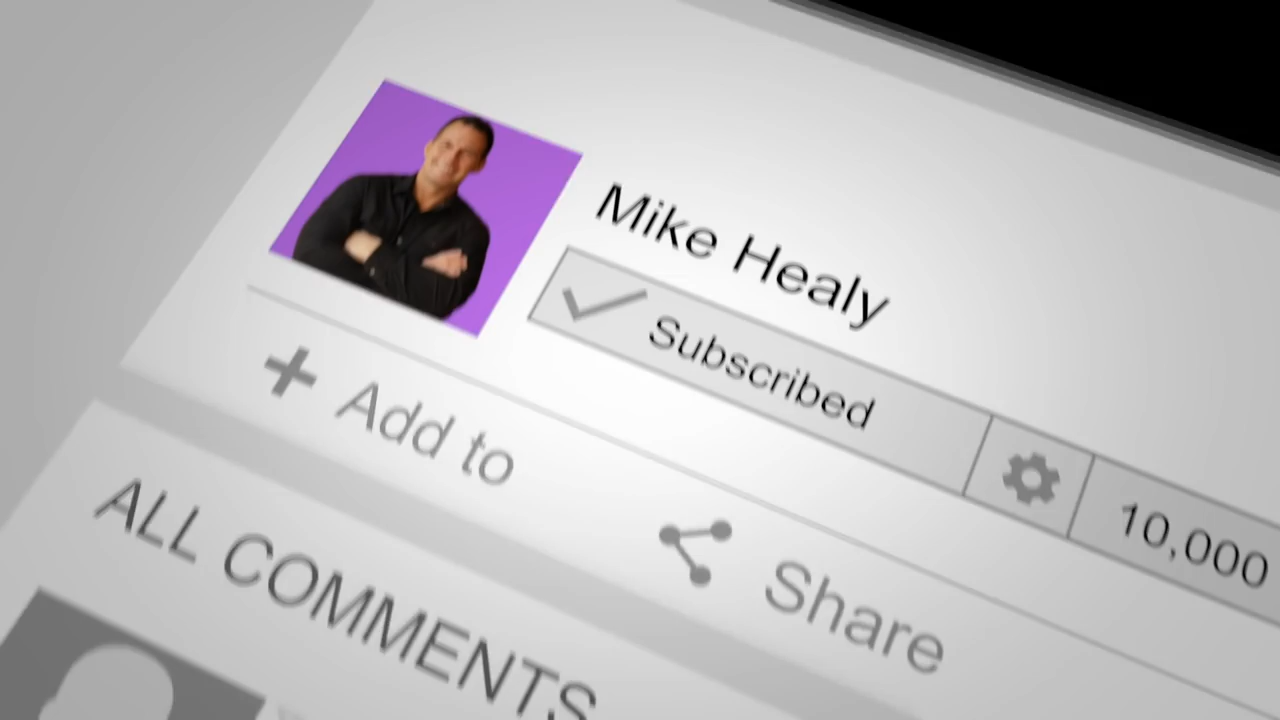 Mike Healy
Subscribed
10,000
Add to
Share
ALL COMMENTS